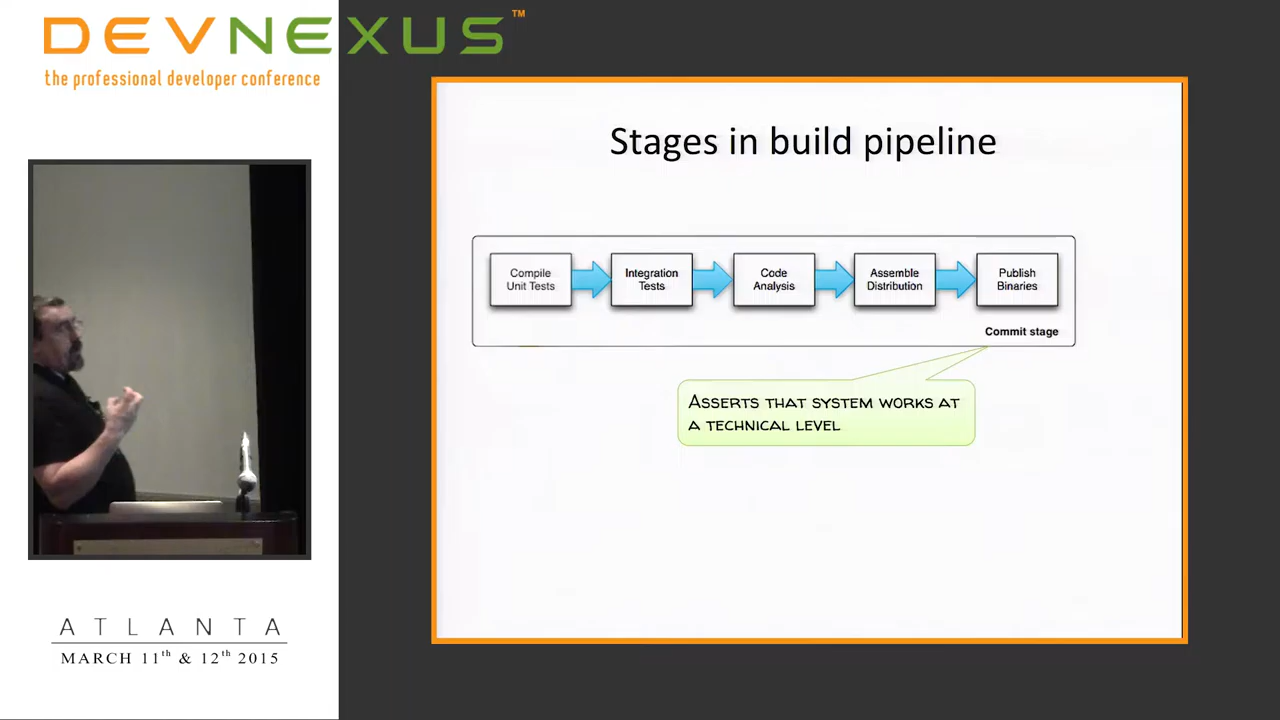 DEVNEXUS™
the professional developer conference
Stages in build pipeline
Compile
Unit Tests
Integration
Tests
Code
Analysis
Assemble
Distribution
Publish
Binaries
Commit stage
ASSERTS THAT SYSTEM WORKS AT
A TECHNICAL LEVEL
ATLANTA
MARCH 11th & 12th 2015